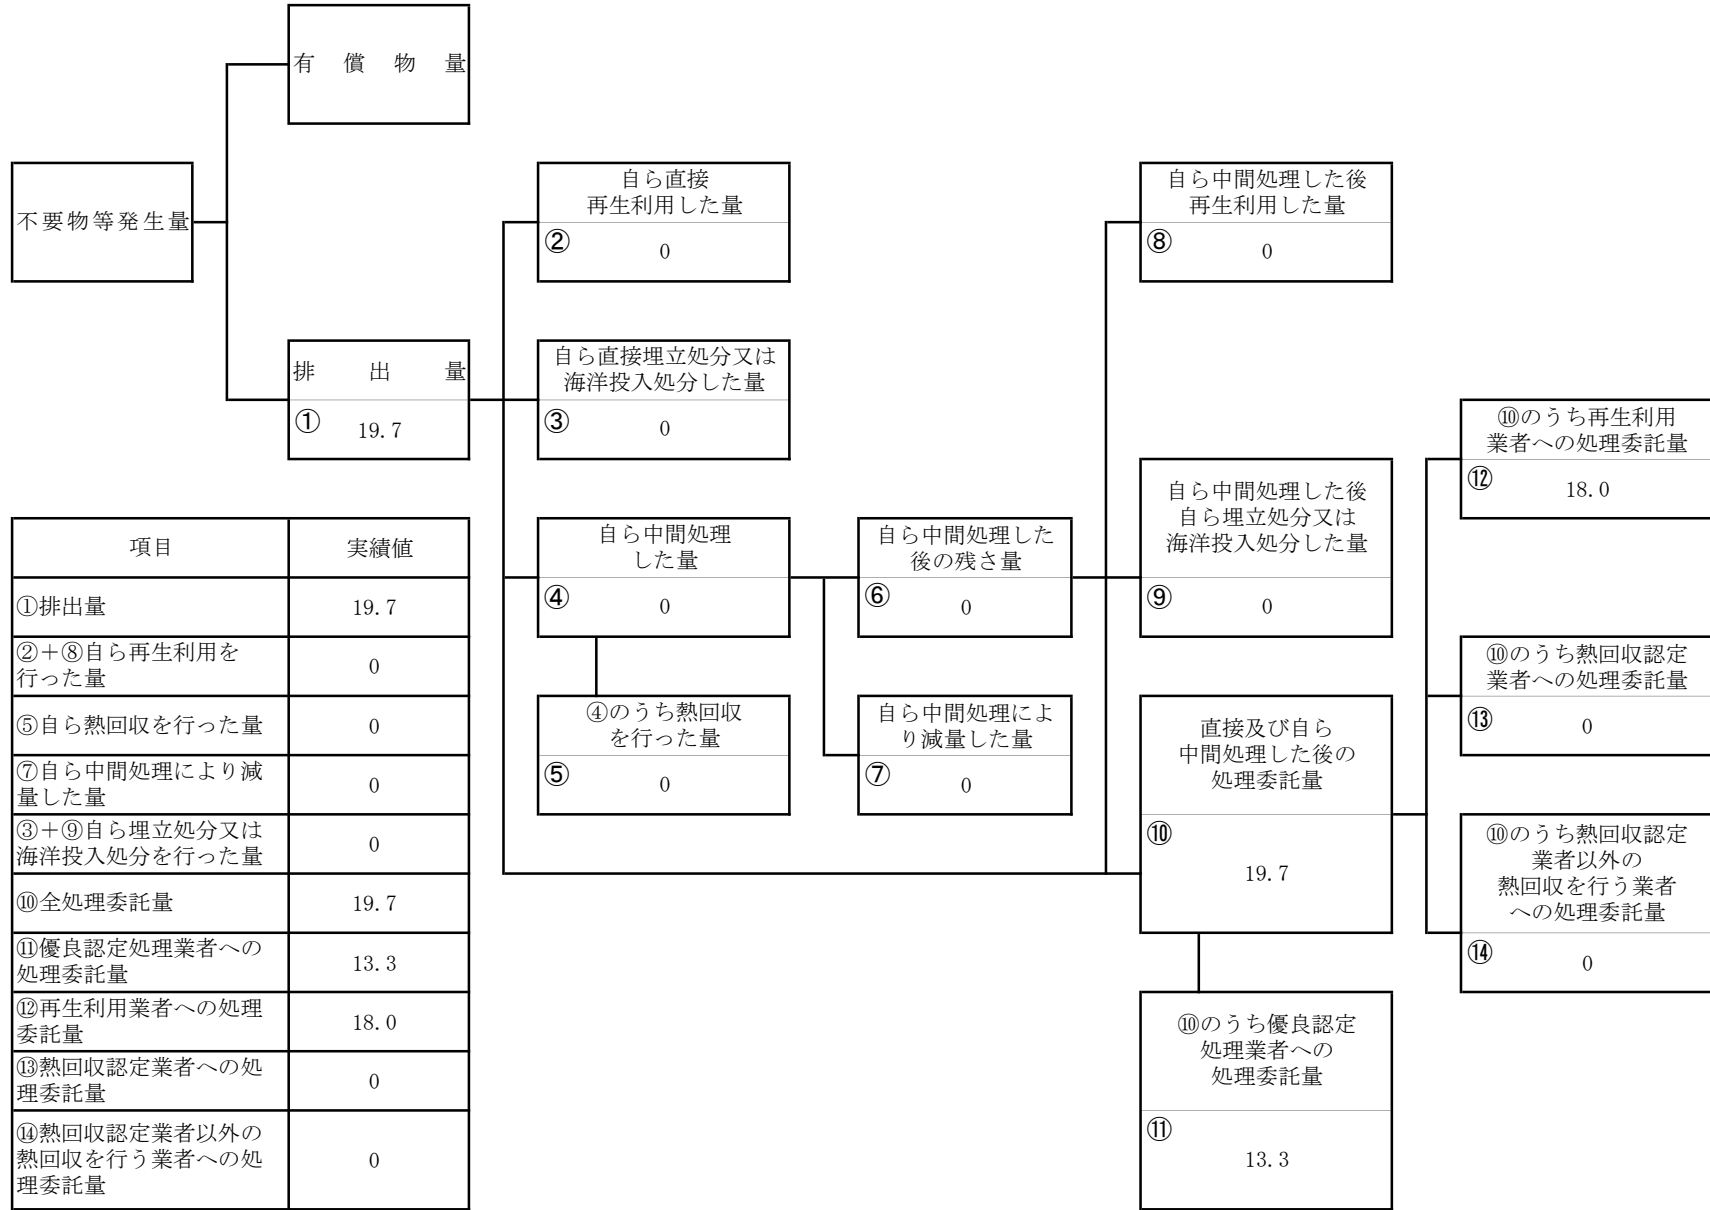 有償物量
不要物等発生量
自ら直接
再生利用した量
②
0
自ら中間処理した後
再生利用した量
⑧
0
排出量
①
19.7
自ら直接埋立処分又は
海洋投入処分した量
③
0
⑩のうち再生利用
業者への処理委託量
⑫
18.0
自ら中間処理
した量
④
0
自ら中間処理した
後の残さ量
⑥
0
自ら中間処理した後
自ら埋立処分又は
海洋投入処分した量
⑨
0
⑩のうち熱回収認定
業者への処理委託量
⑬
0
④のうち熱回収
を行った量
⑤
0
自ら中間処理によ
り減量した量
⑦
0
直接及び自ら
中間処理した後の
処理委託量
⑩
19.7
⑩のうち熱回収認定
業者以外の
熱回収を行う業者
への処理委託量
⑭
0
⑩のうち優良認定
処理業者への
処理委託量
⑪
13.3
項目 実績値
①排出量 19.7
②＋⑧自ら再生利用を
行った量 0
⑤自ら熱回収を行った量 0
⑦自ら中間処理により減
量した量 0
③＋⑨自ら埋立処分又は
海洋投入処分を行った量 0
⑩全処理委託量 19.7
⑪優良認定処理業者への
処理委託量 13.3
⑫再生利用業者への処理
委託量 18.0
⑬熱回収認定業者への処
理委託量 0
⑭熱回収認定業者以外の
熱回収を行う業者への処
理委託量 0